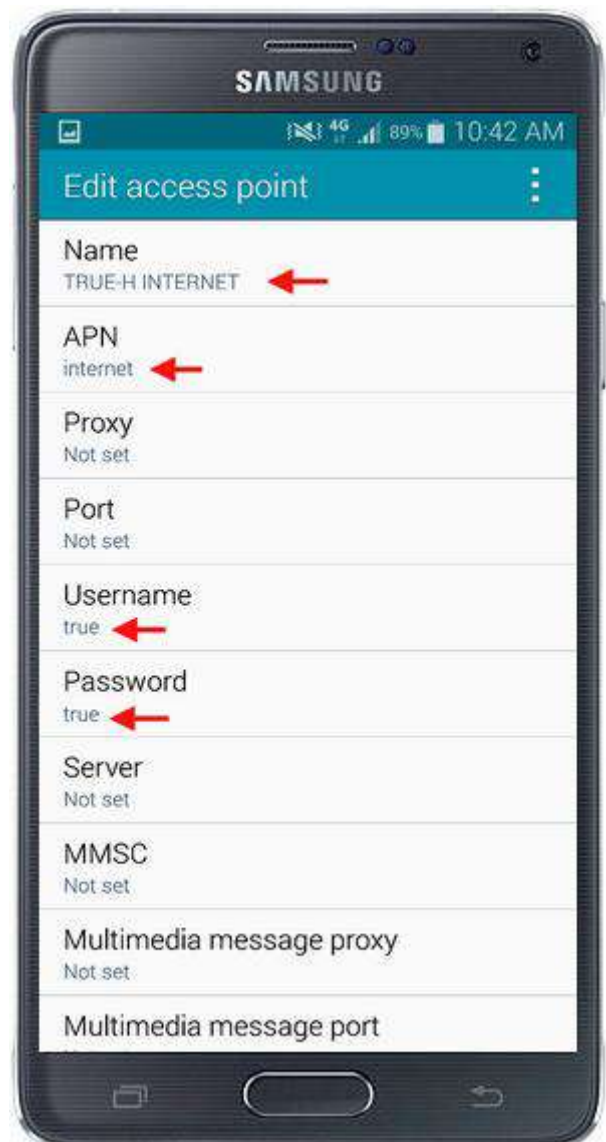 SAMSUNG
4G 89% 10:42 AM
Edit access point
Name
TRUE-H INTERNET
APN
internet
Proxy
Not set
Port
Not set
Username
true
Password
true
Server
Not set
MMSC
Not set
Multimedia message proxy
Not set
Multimedia message port